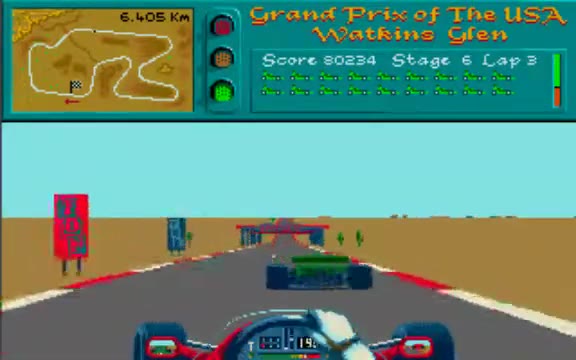 6.405 Km
Grand Prix of The USA
Watkins Glen
Score 80234 Stage 6 Lap 3